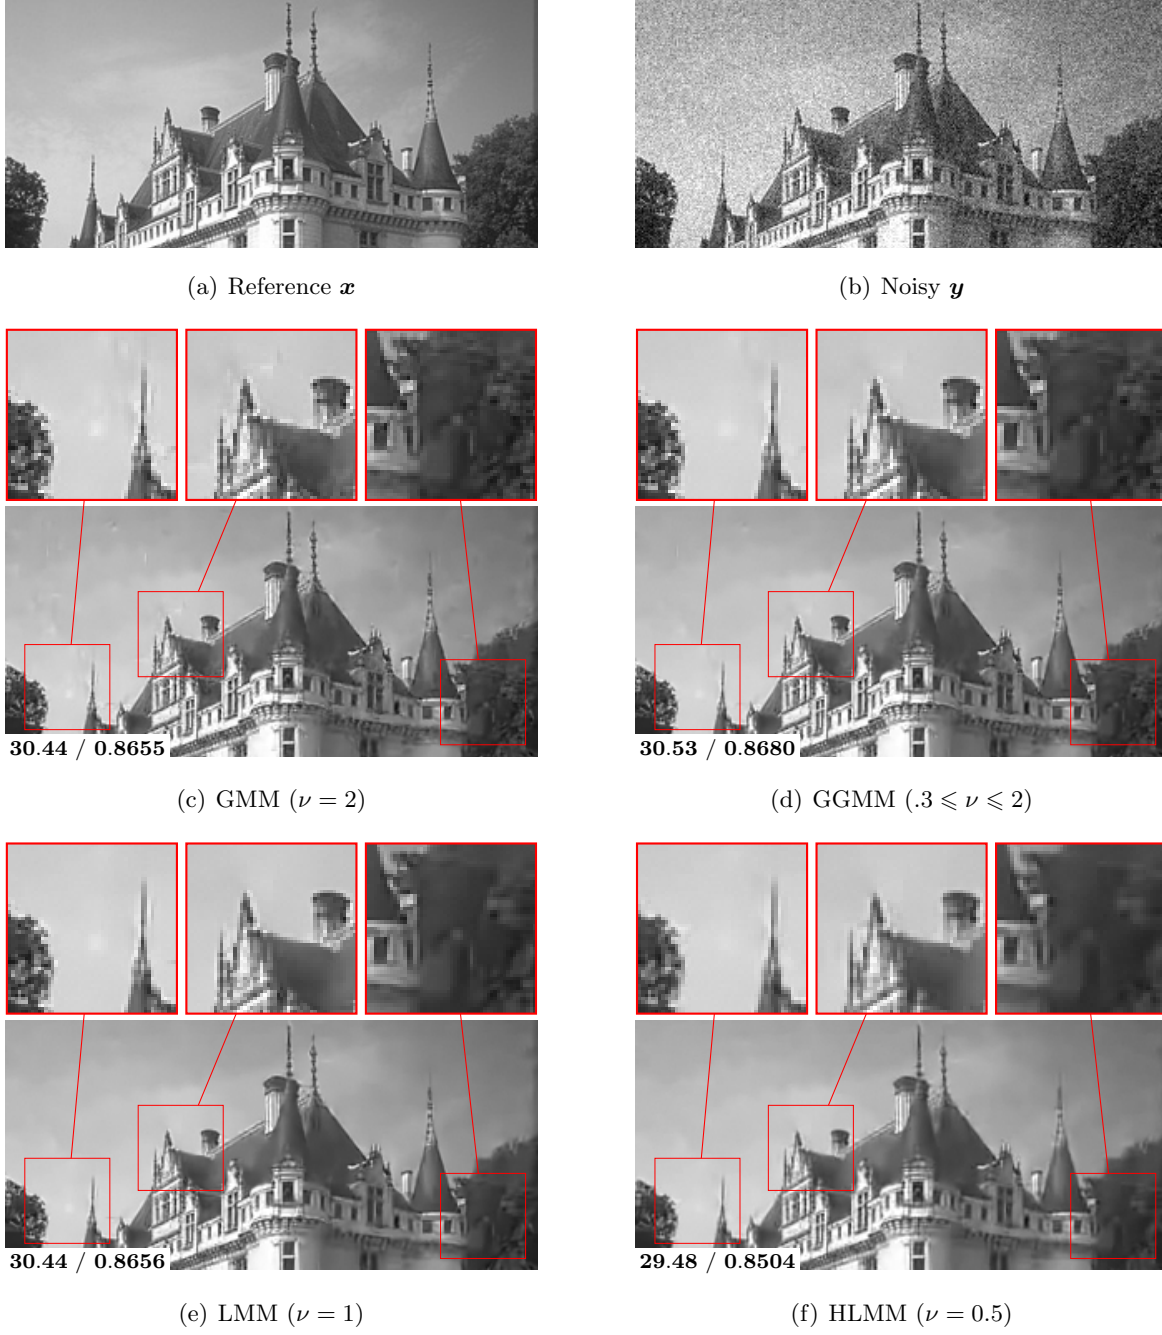 (a) Reference x
(b) Noisy y
30.44 / 0.8655
30.53 / 0.8680
(c) GMM (ν = 2)
(d) GGMM (.3 ⩽ ν ⩽ 2)
30.44 / 0.8656
29.48 / 0.8504
(e) LMM (ν = 1)
(f) HLMM (ν = 0.5)